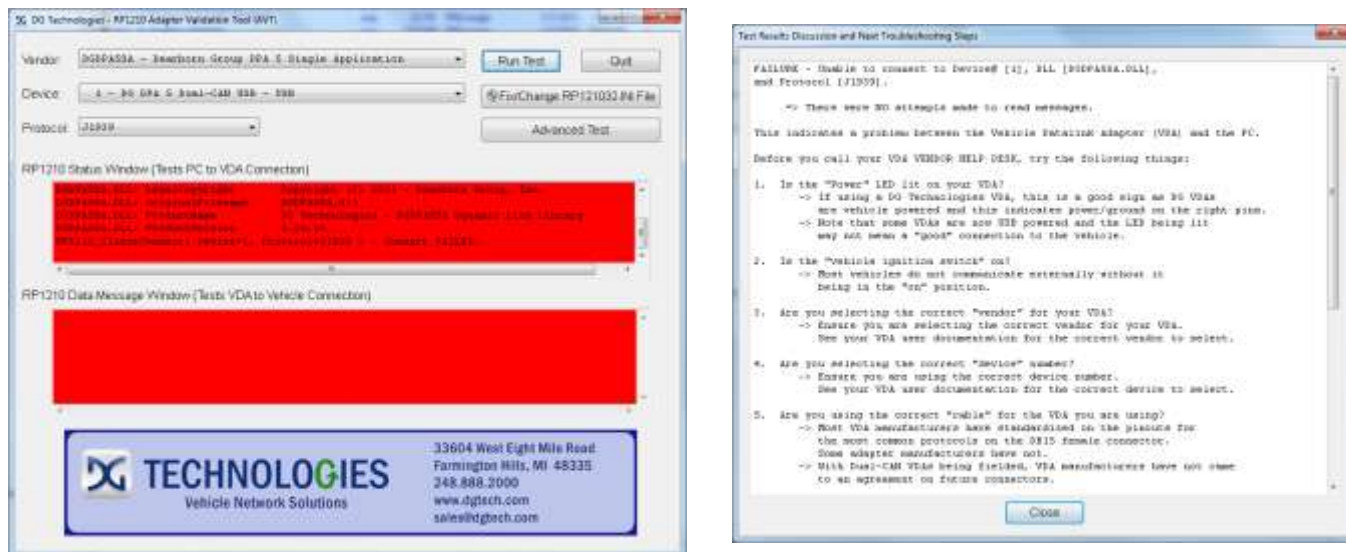 DG Technologies - RP1210 Adapter Validation Tool (AVT)
Vendor: DGDPA5SA - Dearborn Group DPA 5 Single Application
Run Test
Quit
Device: 1 - DG DPA 5 Dual-CAN USB - USB
Fix/Change RP121032.INI File
Protocol: J1939
Advanced Test
RP1210 Status Window (Tests PC to VDA Connection)
RP1210 Data Message Window (Tests VDA to Vehicle Connection)
DG TECHNOLOGIES
Vehicle Network Solutions
33604 West Eight Mile Road
Farmington Hills, MI 48335
248.888.2000
www.dgtech.com
sales@dgtech.com
Test Results Discussion and Next Troubleshooting Steps
FAILURE - Unable to connect to Device# [1], DLL [DGDPA5SA.DLL],
and Protocol [J1939].
=> There were NO attempts made to read messages.
This indicates a problem between the Vehicle Datalink adapter (VDA) and the PC.
Before you call your VDA VENDOR HELP DESK, try the following things:
1. Is the "Power" LED lit on your VDA?
-> If using a DG Technologies VDA, this is a good sign as DG VDAs
are vehicle powered and this indicates power/ground on the right pins.
-> Note that some VDAs are now USB powered and the LED being lit
may not mean a "good" connection to the vehicle.
2. Is the "vehicle ignition switch" on?
-> Most vehicles do not communicate externally without it
being in the "on" position.
3. Are you selecting the correct "vendor" for your VDA?
-> Ensure you are selecting the correct vendor for your VDA.
See your VDA user documentation for the correct vendor to select.
4. Are you selecting the correct "device" number?
-> Ensure you are using the correct device number.
See your VDA user documentation for the correct device to select.
5. Are you using the correct "cable" for the VDA you are using?
-> Most VDA manufacturers have standardized on the pinouts for
the most common protocols on the DB15 female connector.
Some adapter manufacturers have not.
-> With Dual-CAN VDAs being fielded, VDA manufacturers have not come
to an agreement on future connectors.
Close